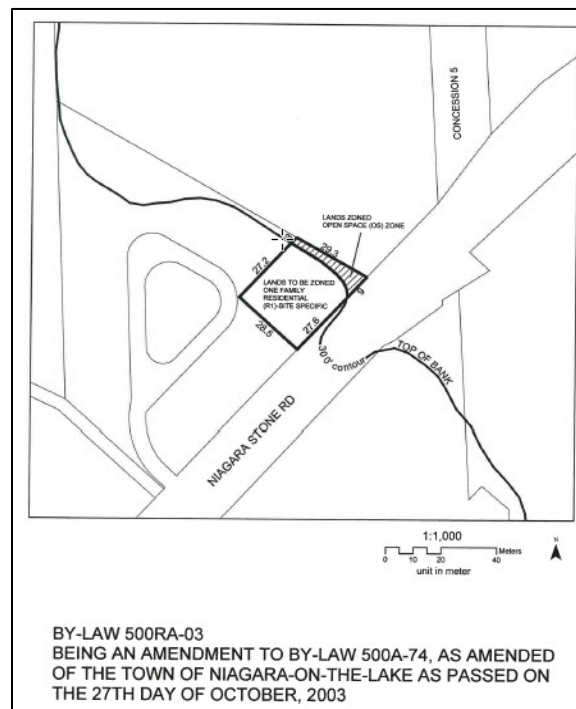 CONCESSION 5
LANDS ZONED
OPEN SPACE (OS) ZONE
29.3
27.2
LANDS TO BE ZONED
ONE FAMILY
RESIDENTIAL
(R1)-SITE SPECIFIC
28.5
27.6
300' contour
TOP OF BANK
NIAGARA STONE RD
1:1,000
N
Meters
0 10 20 40
unit in meter
BY-LAW 500RA-03
BEING AN AMENDMENT TO BY-LAW 500A-74, AS AMENDED
OF THE TOWN OF NIAGARA-ON-THE-LAKE AS PASSED ON
THE 27TH DAY OF OCTOBER, 2003